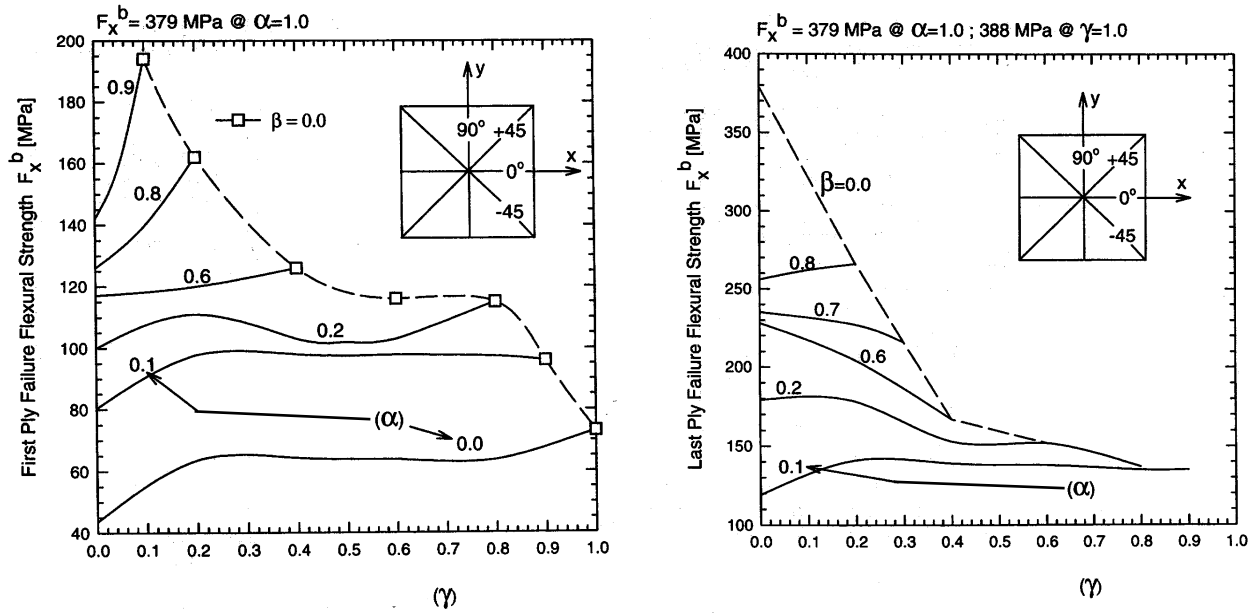 F_x^b = 379 MPa @ α=1.0
First Ply Failure Flexural Strength F_x^b [MPa]
200
180
160
140
120
100
80
60
40
0.9
0.8
0.6
0.2
0.1
(α)
0.0
β = 0.0
y
90° +45
0°
x
-45
0.0 0.1 0.2 0.3 0.4 0.5 0.6 0.7 0.8 0.9 1.0
(γ)
F_x^b = 379 MPa @ α=1.0 ; 388 MPa @ γ=1.0
Last Ply Failure Flexural Strength F_x^b [MPa]
400
350
300
250
200
150
100
β=0.0
0.8
0.7
0.6
0.2
0.1
(α)
y
90° +45
0°
x
-45
0.0 0.1 0.2 0.3 0.4 0.5 0.6 0.7 0.8 0.9 1.0
(γ)